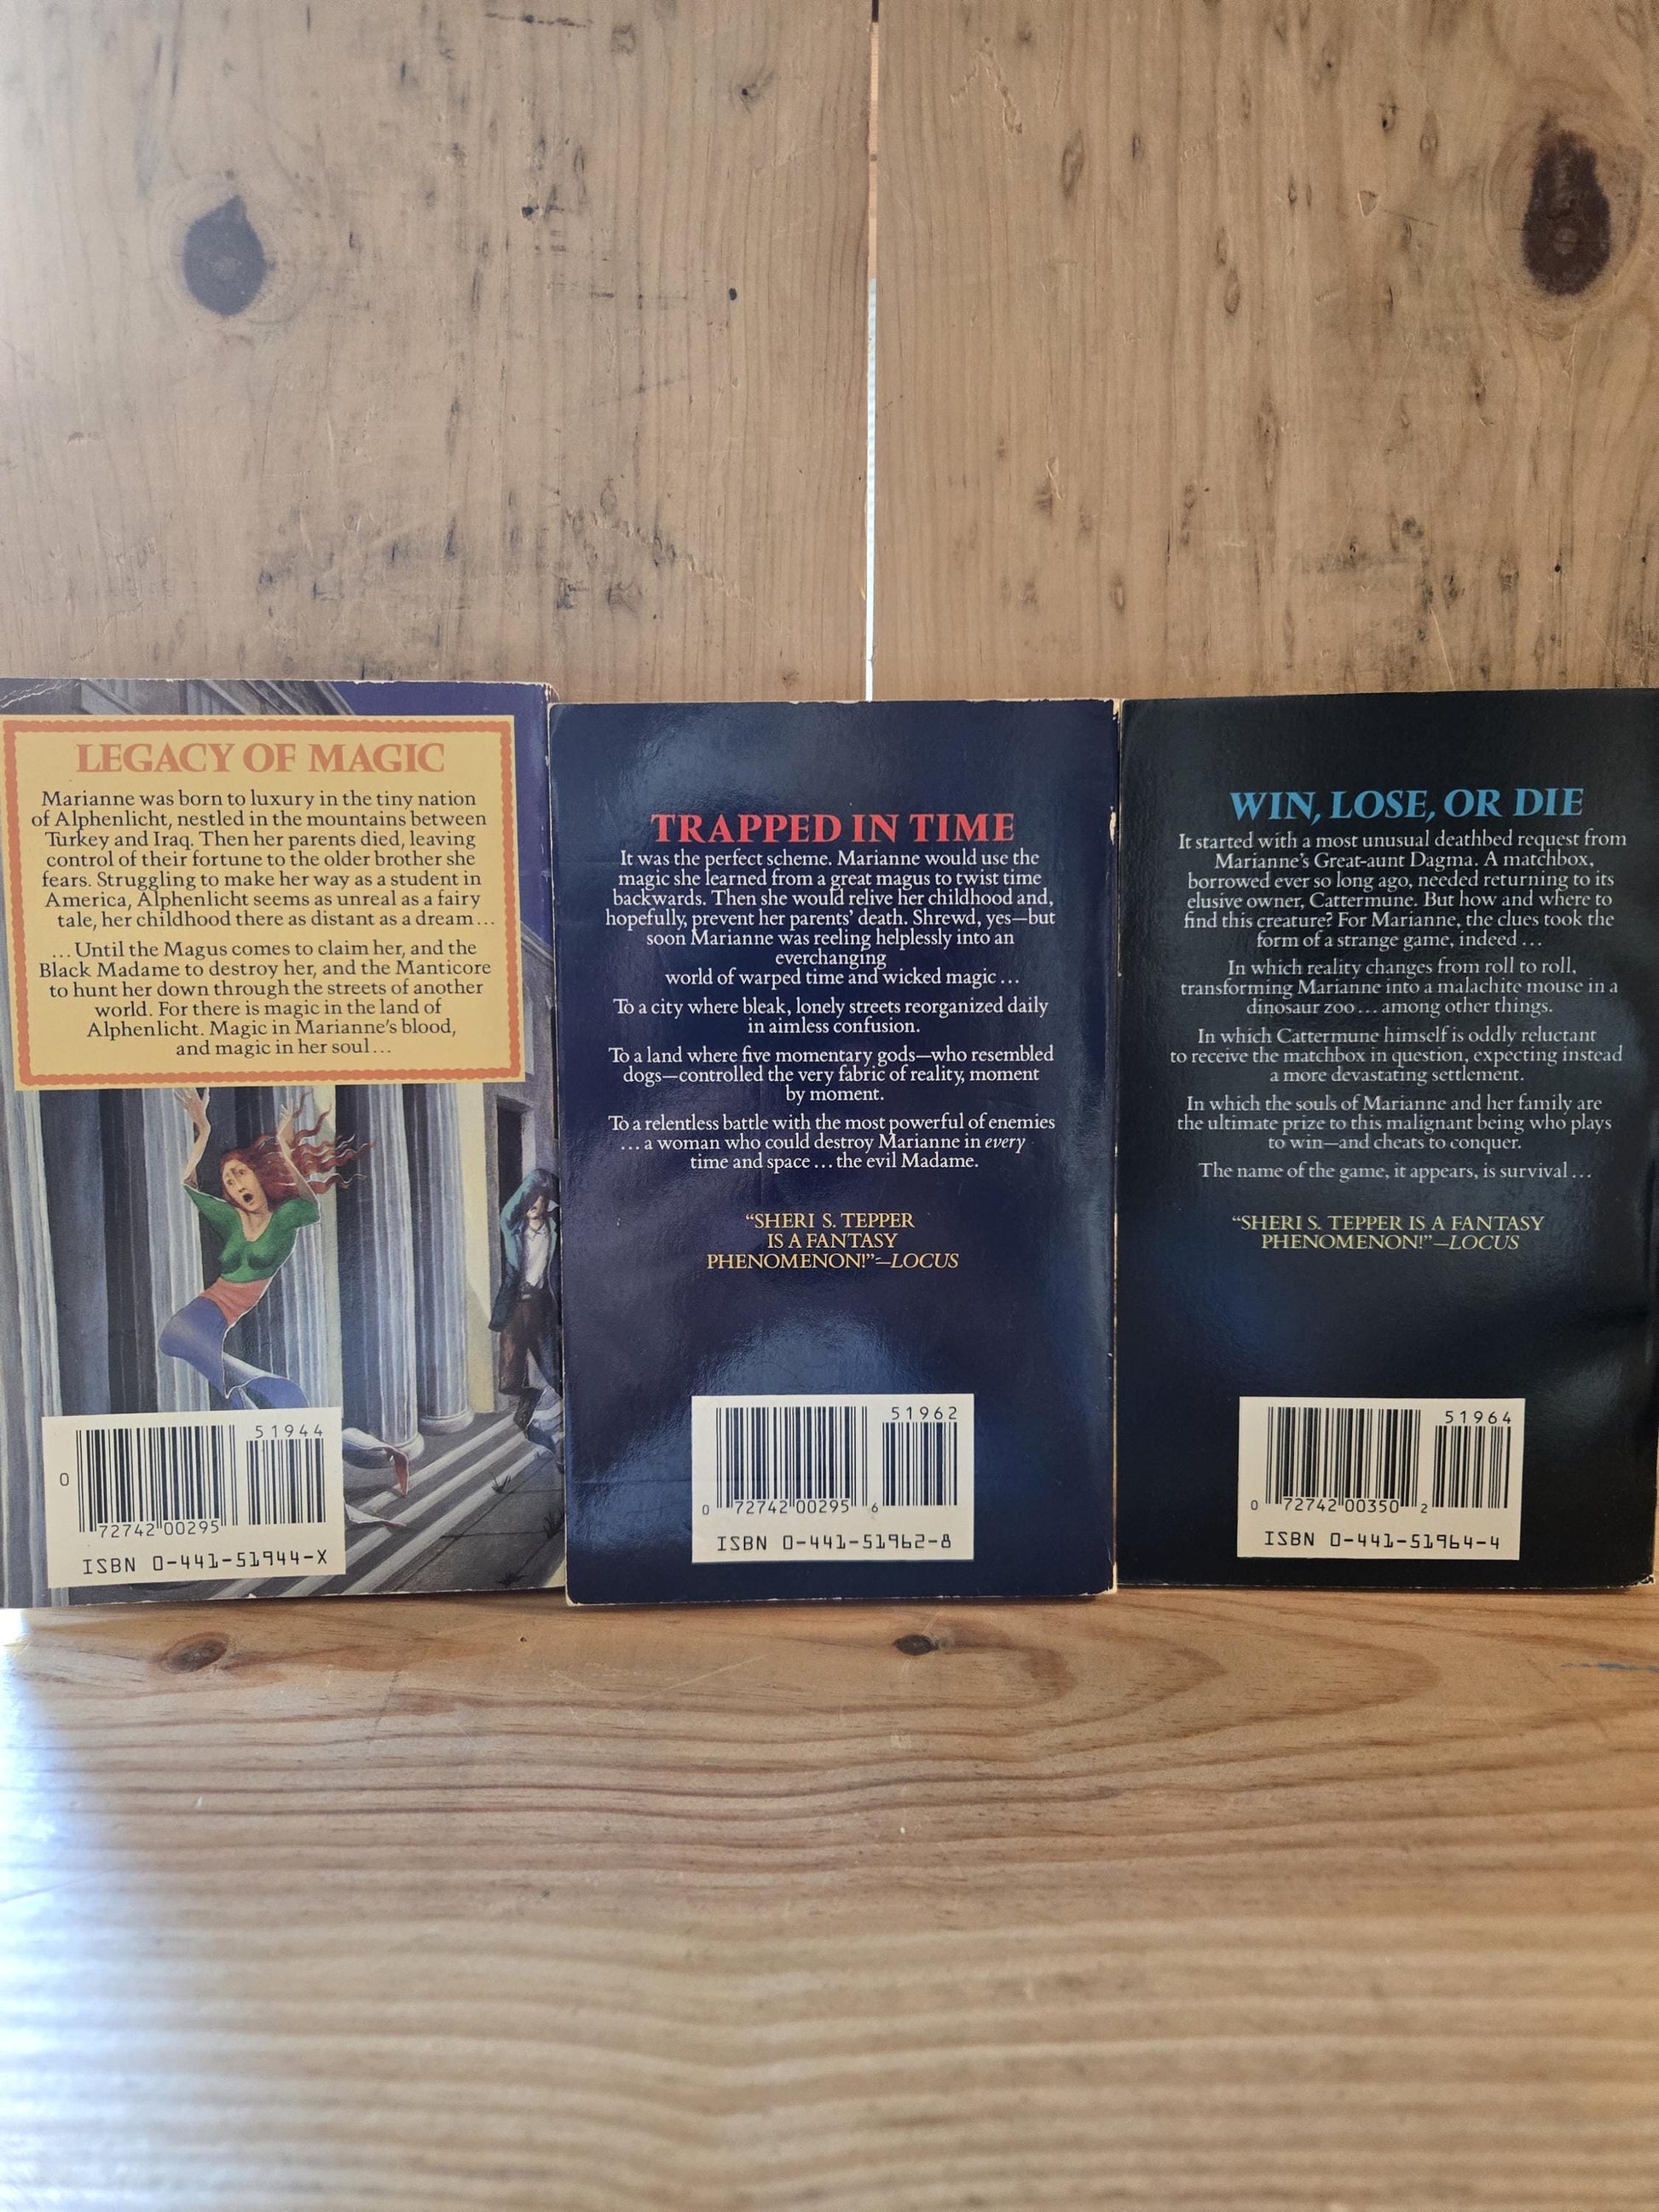 LEGACY OF MAGIC
Marianne was born to luxury in the tiny nation
of Alphenlicht, nestled in the mountains between
Turkey and Iraq. Then her parents died, leaving
control of their fortune to the older brother she
fears. Struggling to make her way as a student in
America, Alphenlicht seems as unreal as a fairy
tale, her childhood there as distant as a dream...
...Until the Magus comes to claim her, and the
Black Madame to destroy her, and the Manticore
to hunt her down through the streets of another
world. For there is magic in the land of
Alphenlicht. Magic in Marianne's blood,
and magic in her soul...
51944
0
72742 00295
ISBN 0-441-51944-X
TRAPPED IN TIME
It was the perfect scheme. Marianne would use the
magic she learned from a great magus to twist time
backwards. Then she would relive her childhood and,
hopefully, prevent her parents' death. Shrewd, yes—but
soon Marianne was reeling helplessly into an
everchanging
world of warped time and wicked magic...
To a city where bleak, lonely streets reorganized daily
in aimless confusion.
To a land where five momentary gods—who resembled
dogs—controlled the very fabric of reality, moment
by moment.
To a relentless battle with the most powerful of enemies
...a woman who could destroy Marianne in every
time and space...the evil Madame.
"SHERI S. TEPPER
IS A FANTASY
PHENOMENON!"—LOCUS
51962
0 72742 00295 6
ISBN 0-441-51962-8
WIN, LOSE, OR DIE
It started with a most unusual deathbed request from
Marianne's Great-aunt Dagma. A matchbox,
borrowed ever so long ago, needed returning to its
elusive owner, Cattermune. But how and where to
find this creature? For Marianne, the clues took the
form of a strange game, indeed...
In which reality changes from roll to roll,
transforming Marianne into a malachite mouse in a
dinosaur zoo...among other things.
In which Cattermune himself is oddly reluctant
to receive the matchbox in question, expecting instead
a more devastating settlement.
In which the souls of Marianne and her family are
the ultimate prize to this malignant being who plays
to win—and cheats to conquer.
The name of the game, it appears, is survival...
"SHERI S. TEPPER IS A FANTASY
PHENOMENON!"—LOCUS
51964
0 72742 00350 2
ISBN 0-441-51964-4